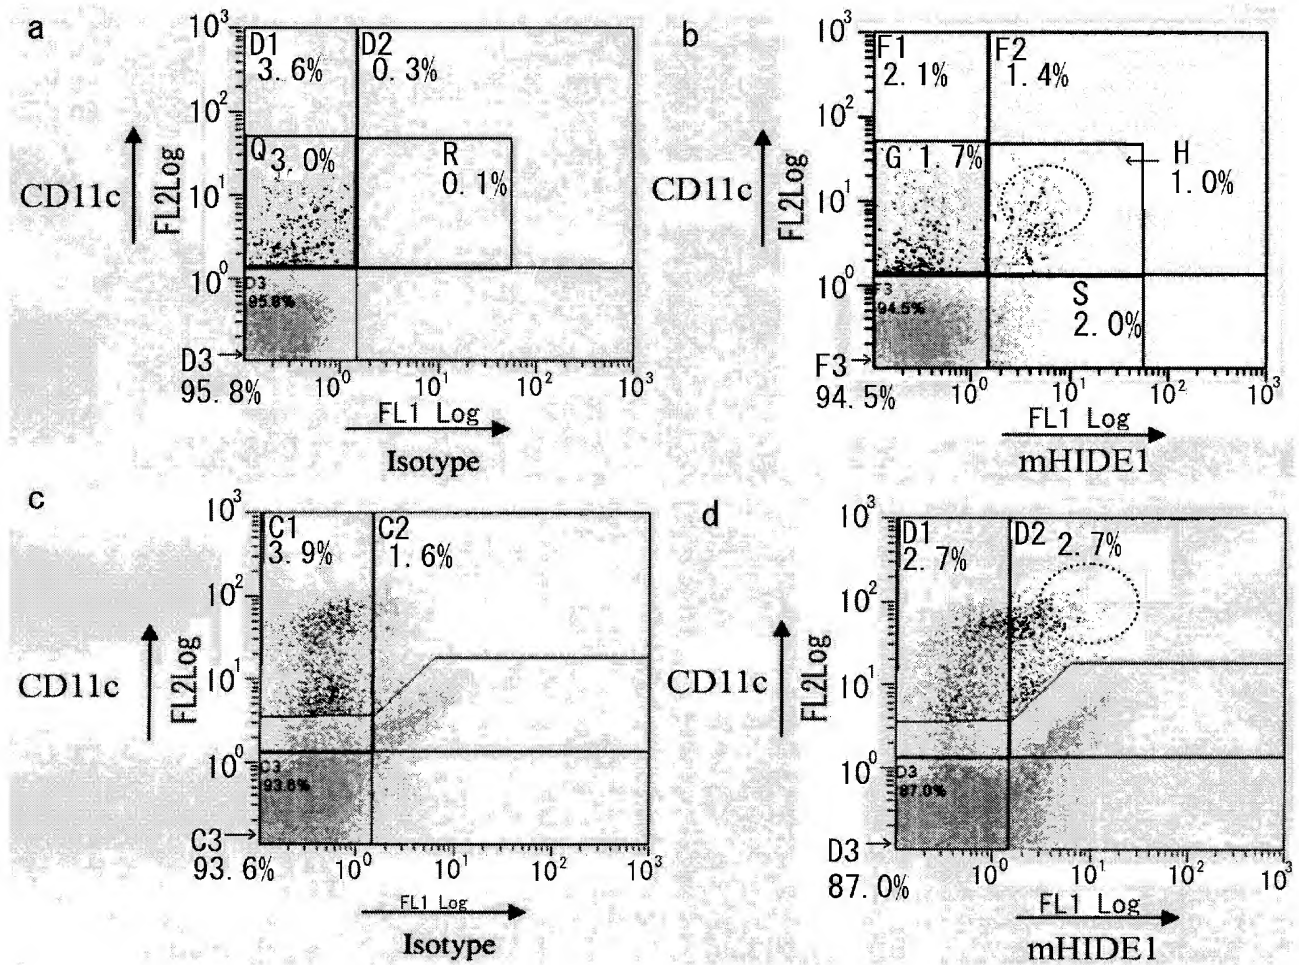 a
10³
D1
3.6%
D2
0.3%
10²
Q
3.0%
R
0.1%
CD11c
FL2Log
10¹
10⁰
D3
95.8%
D3→
95.8%
10⁰ 10¹ 10² 10³
FL1 Log
Isotype
b
10³
F1
2.1%
F2
1.4%
10²
G 1.7%
H
1.0%
CD11c
FL2Log
10¹
10⁰
F3
94.5%
S
2.0%
F3→
94.5%
10⁰ 10¹ 10² 10³
FL1 Log
mHIDE1
c
10³
C1
3.9%
C2
1.6%
10²
CD11c
FL2Log
10¹
10⁰
C3
93.6%
C3→
93.6%
10⁰ 10¹ 10² 10³
FL1 Log
Isotype
d
10³
D1
2.7%
D2
2.7%
10²
CD11c
FL2Log
10¹
10⁰
D3
87.0%
D3→
87.0%
10⁰ 10¹ 10² 10³
FL1 Log
mHIDE1